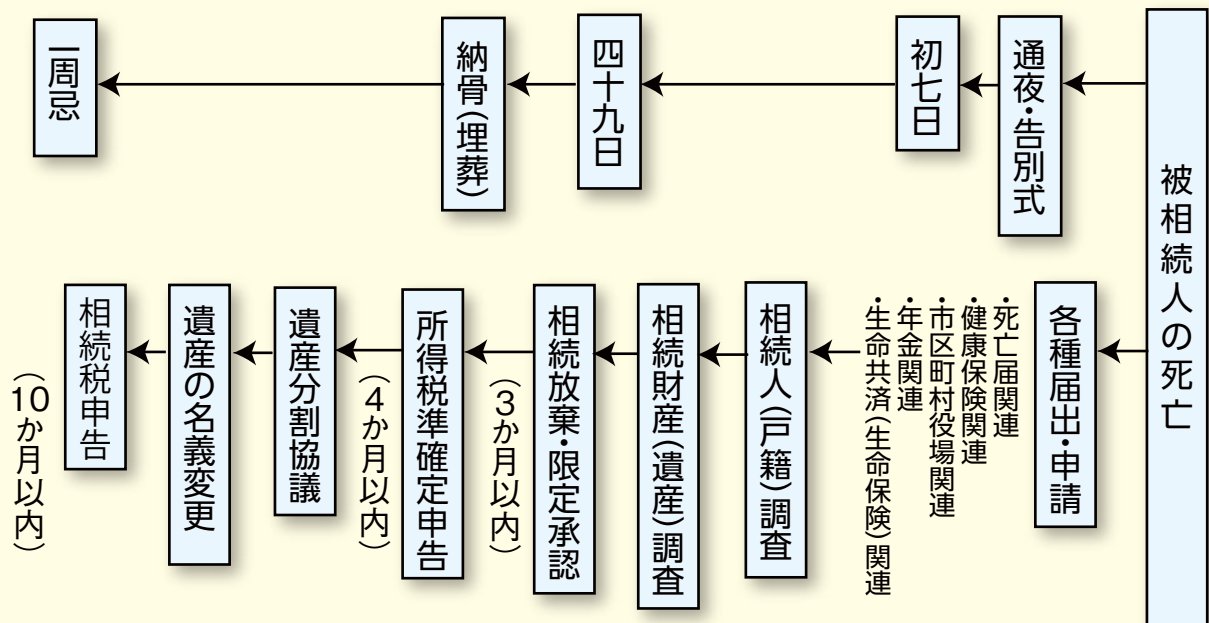 被相続人の死亡
通夜・告別式
初七日
四十九日
納骨(埋葬)
一周忌
各種届出・申請
・死亡届関連
・健康保険関連
・市区町村役場関連
・年金関連
・生命共済(生命保険)関連
相続人(戸籍)調査
相続財産(遺産)調査
相続放棄・限定承認
(3か月以内)
所得税準確定申告
(4か月以内)
遺産分割協議
遺産の名義変更
相続税申告
(10か月以内)